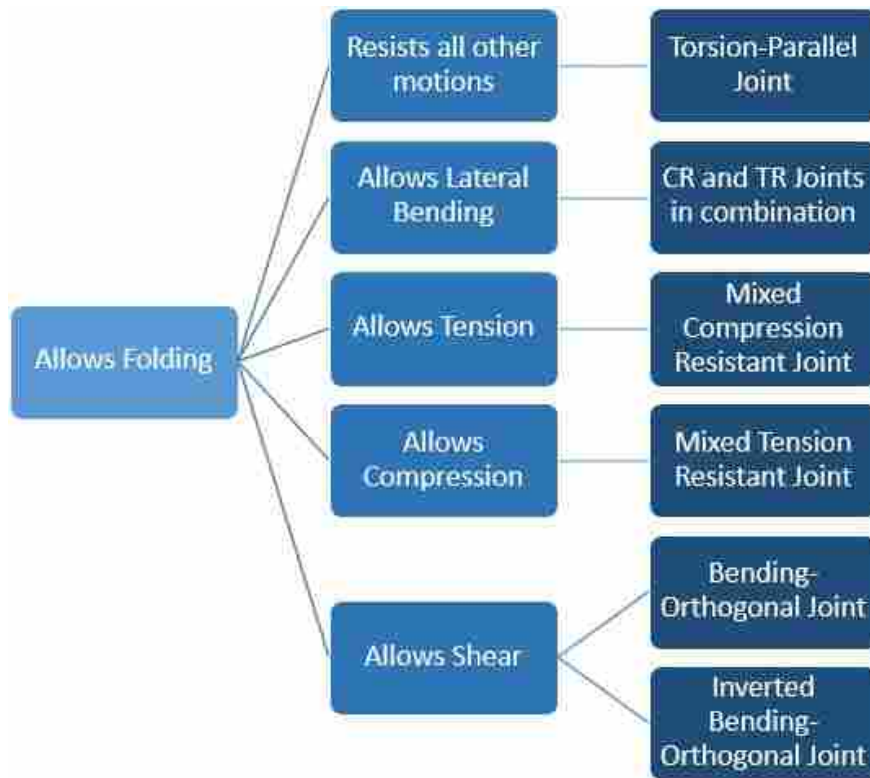 Allows Folding
Resists all other
motions
Allows Lateral
Bending
Allows Tension
Allows
Compression
Allows Shear
Torsion-Parallel
Joint
CR and TR Joints
in combination
Mixed
Compression
Resistant Joint
Mixed Tension
Resistant Joint
Bending-
Orthogonal Joint
Inverted
Bending-
Orthogonal Joint